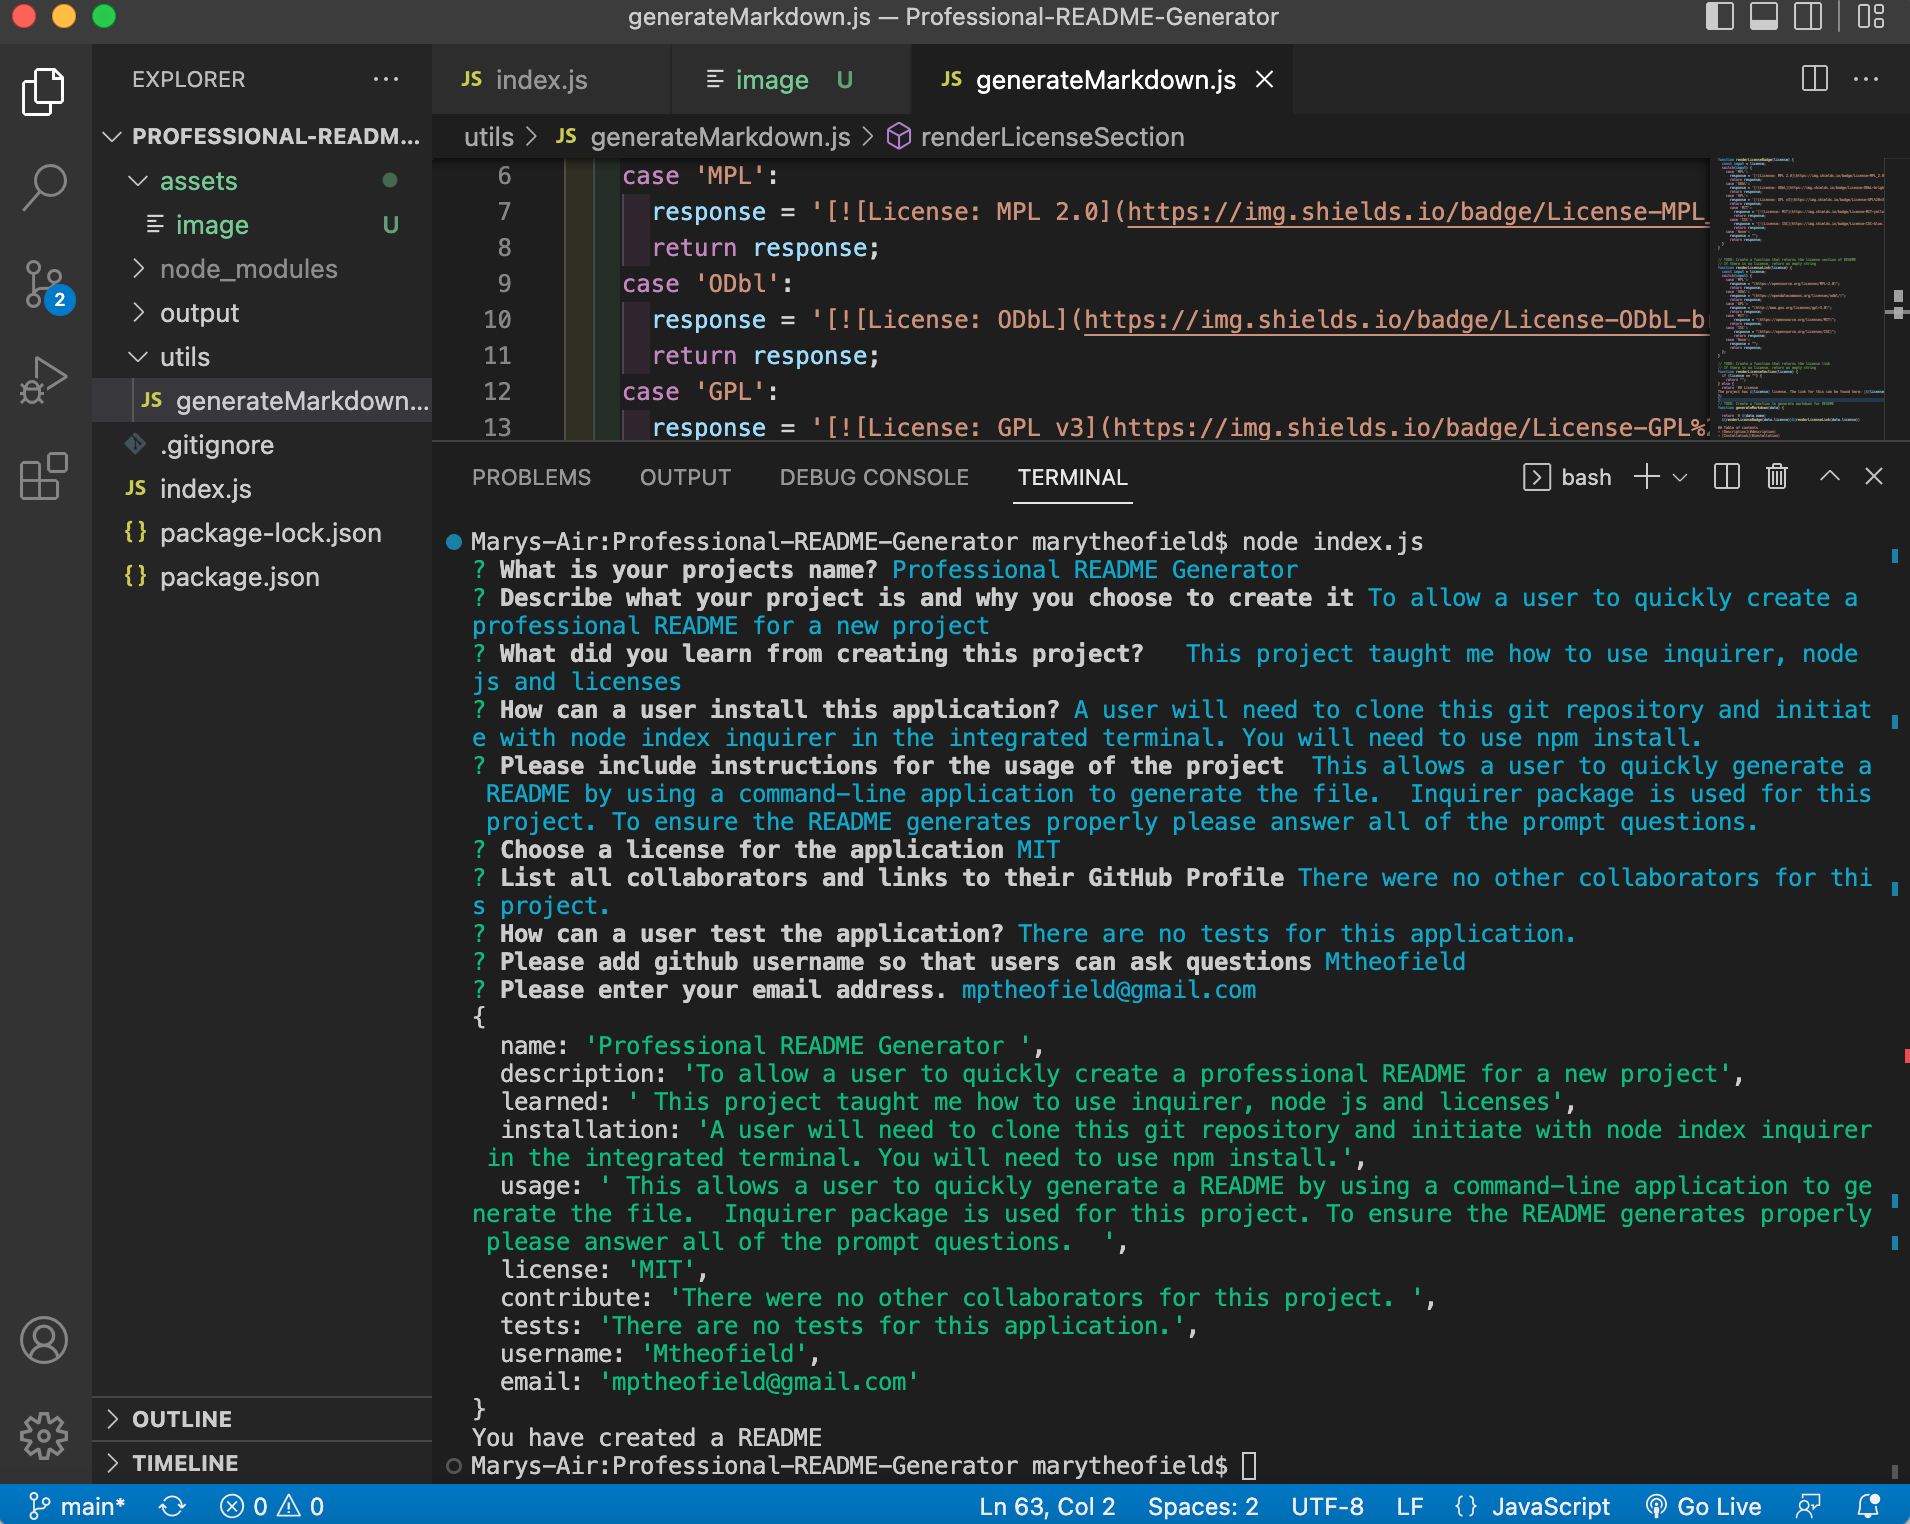 generateMarkdown.js — Professional-README-Generator
EXPLORER
PROFESSIONAL-READM...
assets
image U
node_modules
output
utils
JS generateMarkdown...
.gitignore
JS index.js
{} package-lock.json
{} package.json
OUTLINE
TIMELINE
2
JS index.js
image U
JS generateMarkdown.js
utils > JS generateMarkdown.js > renderLicenseSection
6 case 'MPL':
7 response = '[![License: MPL 2.0](https://img.shields.io/badge/License-MPL_
8 return response;
9 case 'ODbl':
10 response = '[![License: ODbL](https://img.shields.io/badge/License-ODbL-b
11 return response;
12 case 'GPL':
13 response = '[![License: GPL v3](https://img.shields.io/badge/License-GPL%
PROBLEMS OUTPUT DEBUG CONSOLE TERMINAL
bash
Marys-Air:Professional-README-Generator marytheofield$ node index.js
? What is your projects name? Professional README Generator
? Describe what your project is and why you choose to create it To allow a user to quickly create a
professional README for a new project
? What did you learn from creating this project?   This project taught me how to use inquirer, node
js and licenses
? How can a user install this application? A user will need to clone this git repository and initiat
e with node index inquirer in the integrated terminal. You will need to use npm install.
? Please include instructions for the usage of the project  This allows a user to quickly generate a
README by using a command-line application to generate the file.  Inquirer package is used for this
project. To ensure the README generates properly please answer all of the prompt questions.
? Choose a license for the application MIT
? List all collaborators and links to their GitHub Profile There were no other collaborators for thi
s project.
? How can a user test the application? There are no tests for this application.
? Please add github username so that users can ask questions Mtheofield
? Please enter your email address. mptheofield@gmail.com
{
name: 'Professional README Generator ',
description: 'To allow a user to quickly create a professional README for a new project',
learned: ' This project taught me how to use inquirer, node js and licenses',
installation: 'A user will need to clone this git repository and initiate with node index inquirer
in the integrated terminal. You will need to use npm install.',
usage: ' This allows a user to quickly generate a README by using a command-line application to ge
nerate the file.  Inquirer package is used for this project. To ensure the README generates properly
please answer all of the prompt questions.  ',
license: 'MIT',
contribute: 'There were no other collaborators for this project. ',
tests: 'There are no tests for this application.',
username: 'Mtheofield',
email: 'mptheofield@gmail.com'
}
You have created a README
Marys-Air:Professional-README-Generator marytheofield$
main* 0 0 Ln 63, Col 2 Spaces: 2 UTF-8 LF {} JavaScript Go Live